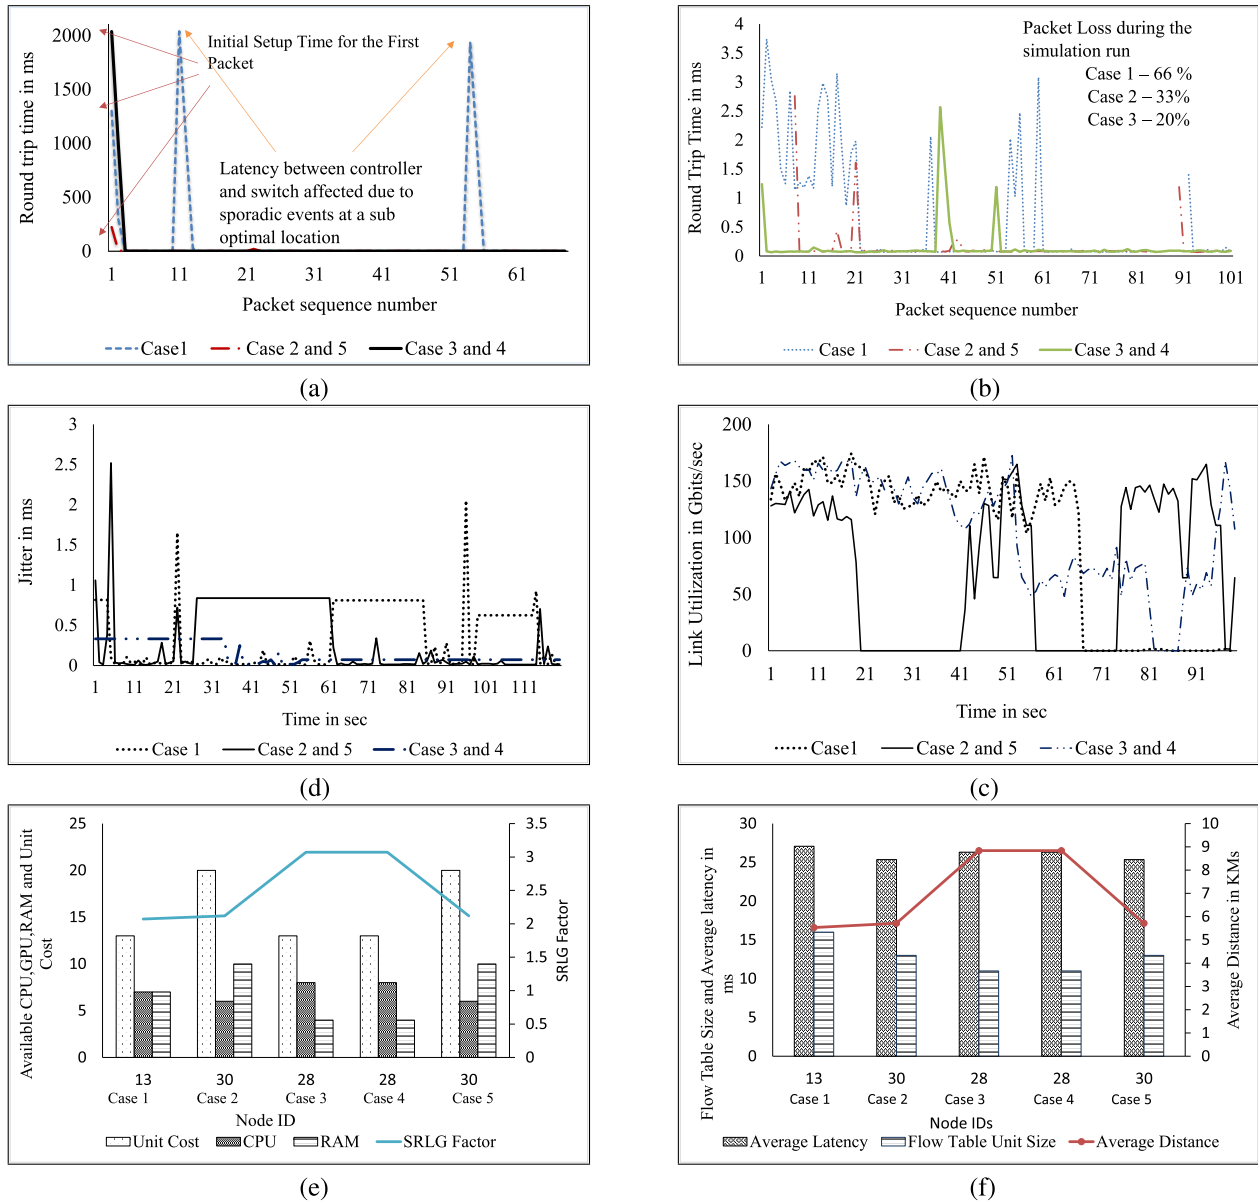 2000
1500
1000
500
0
Round trip time in ms
Initial Setup Time for the First
Packet
Latency between controller
and switch affected due to
sporadic events at a sub
optimal location
1 11 21 31 41 51 61
Packet sequence number
Case1 Case 2 and 5 Case 3 and 4
(a)
4
3.5
3
2.5
2
1.5
1
0.5
0
Round Trip Time in ms
Packet Loss during the
simulation run
Case 1 – 66 %
Case 2 – 33%
Case 3 – 20%
1 11 21 31 41 51 61 71 81 91 101
Packet sequence number
Case 1 Case 2 and 5 Case 3 and 4
(b)
3
2.5
2
1.5
1
0.5
0
Jitter in ms
1 11 21 31 41 51 61 71 81 91 101 111
Time in sec
Case 1 Case 2 and 5 Case 3 and 4
(d)
200
150
100
50
0
Link Utilization in Gbits/sec
1 11 21 31 41 51 61 71 81 91
Time in sec
Case1 Case 2 and 5 Case 3 and 4
(c)
25
20
15
10
5
0
Available CPU,GPU,RAM and Unit
Cost
3.5
3
2.5
2
1.5
1
0.5
0
SRLG Factor
13 30 28 28 30
Case 1 Case 2 Case 3 Case 4 Case 5
Node ID
Unit Cost CPU RAM SRLG Factor
(e)
30
25
20
15
10
5
0
Flow Table Size and Average latency in
ms
10
9
8
7
6
5
4
3
2
1
0
Average Distance in KMs
13 30 28 28 30
Case 1 Case 2 Case 3 Case 4 Case 5
Node IDs
Average Latency Flow Table Unit Size Average Distance
(f)